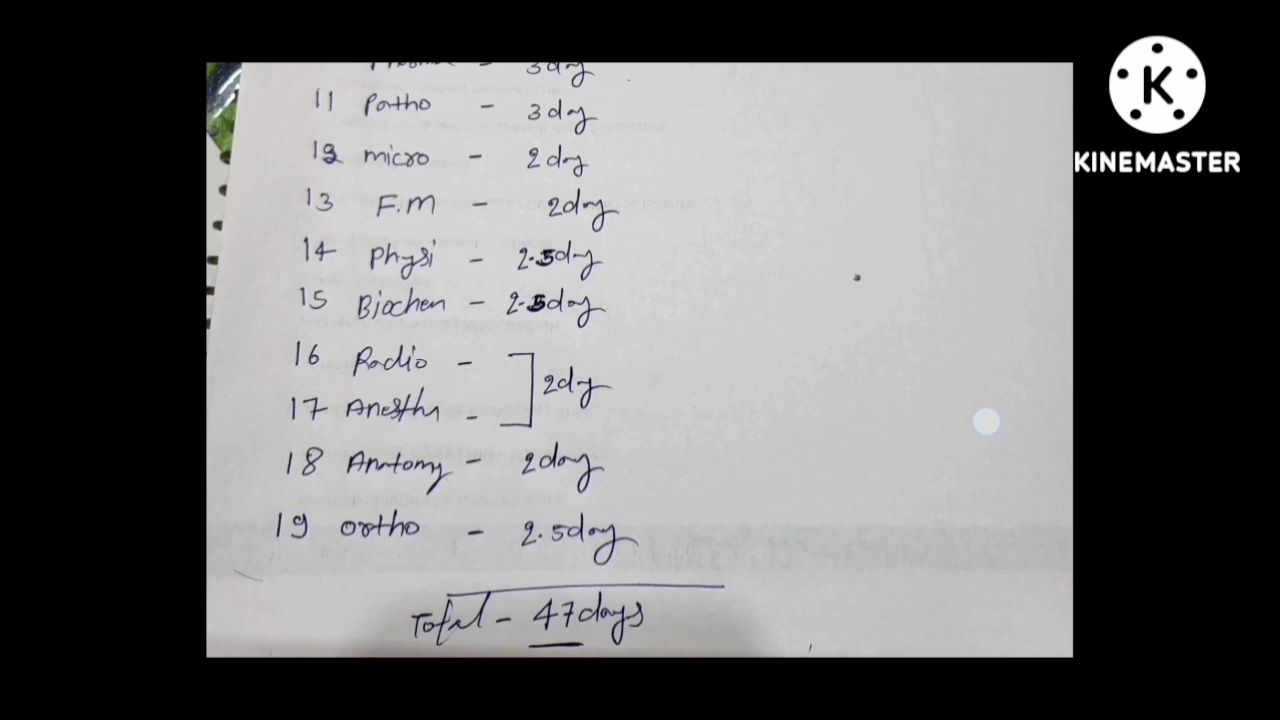 - 3day
11 Patho - 3day
12 micro - 2day
13 F.M - 2day
14 Physi - 2.5day
15 Biochem - 2.5day
16 Radio -
2day
17 Anesthe -
18 Anatomy - 2day
19 ortho - 2.5day
Total - 47days
K
KINEMASTER